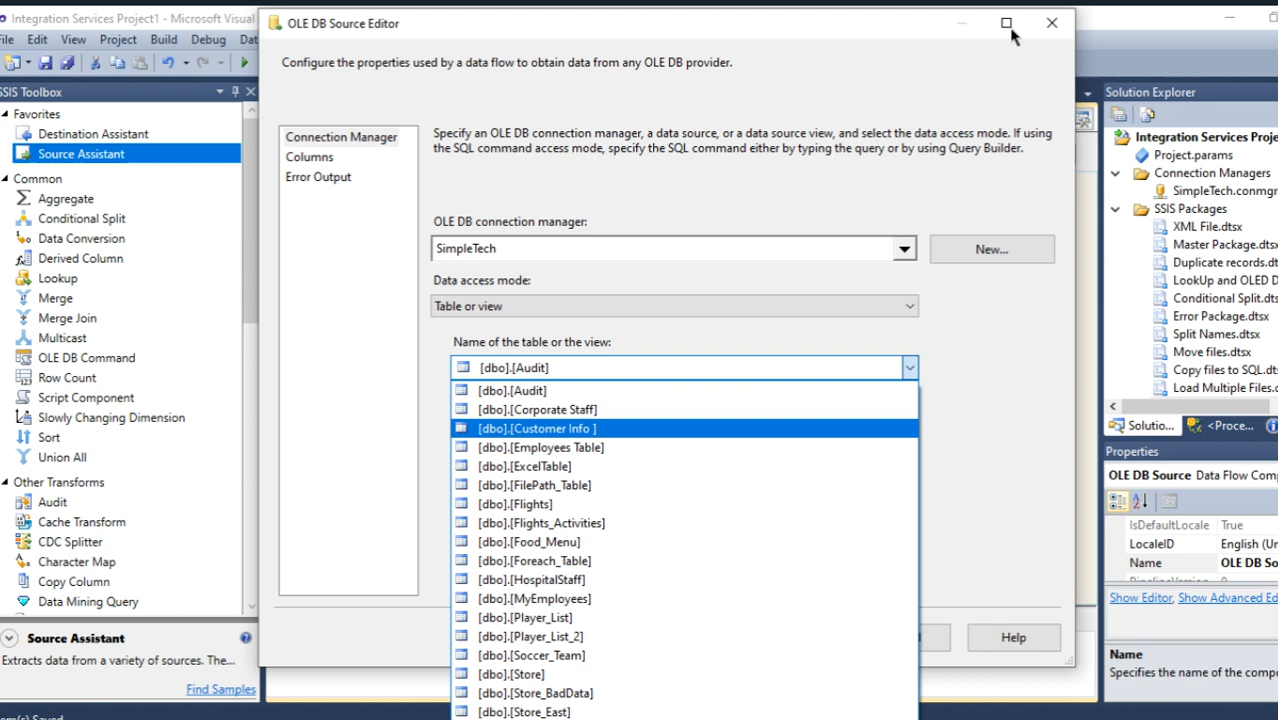 Integration Services Project1 - Microsoft Visual
File Edit View Project Build Debug Dat
SSIS Toolbox
Favorites
Destination Assistant
Source Assistant
Common
Aggregate
Conditional Split
Data Conversion
Derived Column
Lookup
Merge
Merge Join
Multicast
OLE DB Command
Row Count
Script Component
Slowly Changing Dimension
Sort
Union All
Other Transforms
Audit
Cache Transform
CDC Splitter
Character Map
Copy Column
Data Mining Query
Source Assistant
Extracts data from a variety of sources. The...
Find Samples
em(s) Saved
OLE DB Source Editor
Configure the properties used by a data flow to obtain data from any OLE DB provider.
Connection Manager
Columns
Error Output
Specify an OLE DB connection manager, a data source, or a data source view, and select the data access mode. If using
the SQL command access mode, specify the SQL command either by typing the query or by using Query Builder.
OLE DB connection manager:
SimpleTech
New...
Data access mode:
Table or view
Name of the table or the view:
[dbo].[Audit]
[dbo].[Audit]
[dbo].[Corporate Staff]
[dbo].[Customer Info ]
[dbo].[Employees Table]
[dbo].[ExcelTable]
[dbo].[FilePath_Table]
[dbo].[Flights]
[dbo].[Flights_Activities]
[dbo].[Food_Menu]
[dbo].[Foreach_Table]
[dbo].[HospitalStaff]
[dbo].[MyEmployees]
[dbo].[Player_List]
[dbo].[Player_List_2]
[dbo].[Soccer_Team]
[dbo].[Store]
[dbo].[Store_BadData]
[dbo].[Store_East]
Help
Solution Explorer
Integration Services Proje
Project.params
Connection Managers
SimpleTech.conmgr
SSIS Packages
XML File.dtsx
Master Package.dts
Duplicate records.dt
LookUp and OLED D
Conditional Split.dts
Error Package.dtsx
Split Names.dtsx
Move files.dtsx
Copy files to SQL.dts
Load Multiple Files.d
Solutio... <Proce...
Properties
OLE DB Source Data Flow Comp
IsDefaultLocale True
LocaleID English (Un
Name OLE DB So
Show Editor, Show Advanced Ed
Name
Specifies the name of the compo